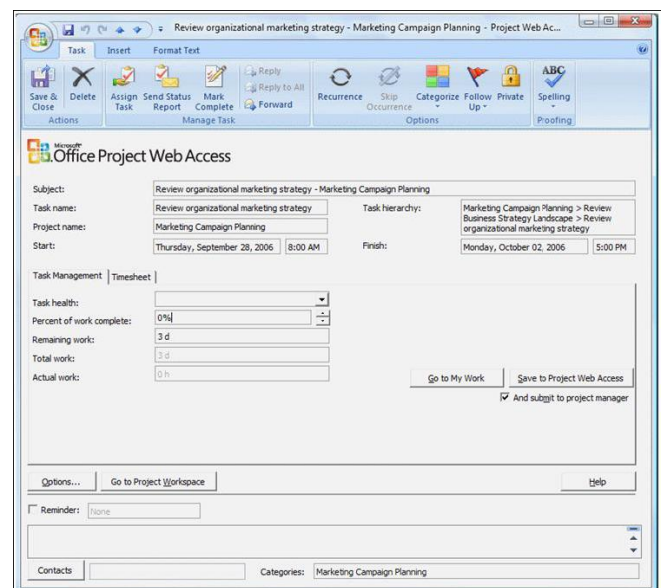 Review organizational marketing strategy - Marketing Campaign Planning - Project Web Ac...
Task Insert Format Text
Save & Close
Delete
Assign Task
Send Status Report
Mark Complete
Reply
Reply to All
Forward
Recurrence
Skip Occurrence
Categorize
Follow Up
Private
ABC
Spelling
Actions Manage Task Options Proofing
Microsoft
Office Project Web Access
Subject: Review organizational marketing strategy - Marketing Campaign Planning
Task name: Review organizational marketing strategy
Task hierarchy: Marketing Campaign Planning > Review
Business Strategy Landscape > Review
organizational marketing strategy
Project name: Marketing Campaign Planning
Start: Thursday, September 28, 2006 8:00 AM Finish: Monday, October 02, 2006 5:00 PM
Task Management Timesheet
Task health:
Percent of work complete: 0%
Remaining work: 3 d
Total work: 3 d
Actual work: 0 h
Go to My Work Save to Project Web Access
And submit to project manager
Options... Go to Project Workspace Help
Reminder: None
Contacts Categories: Marketing Campaign Planning